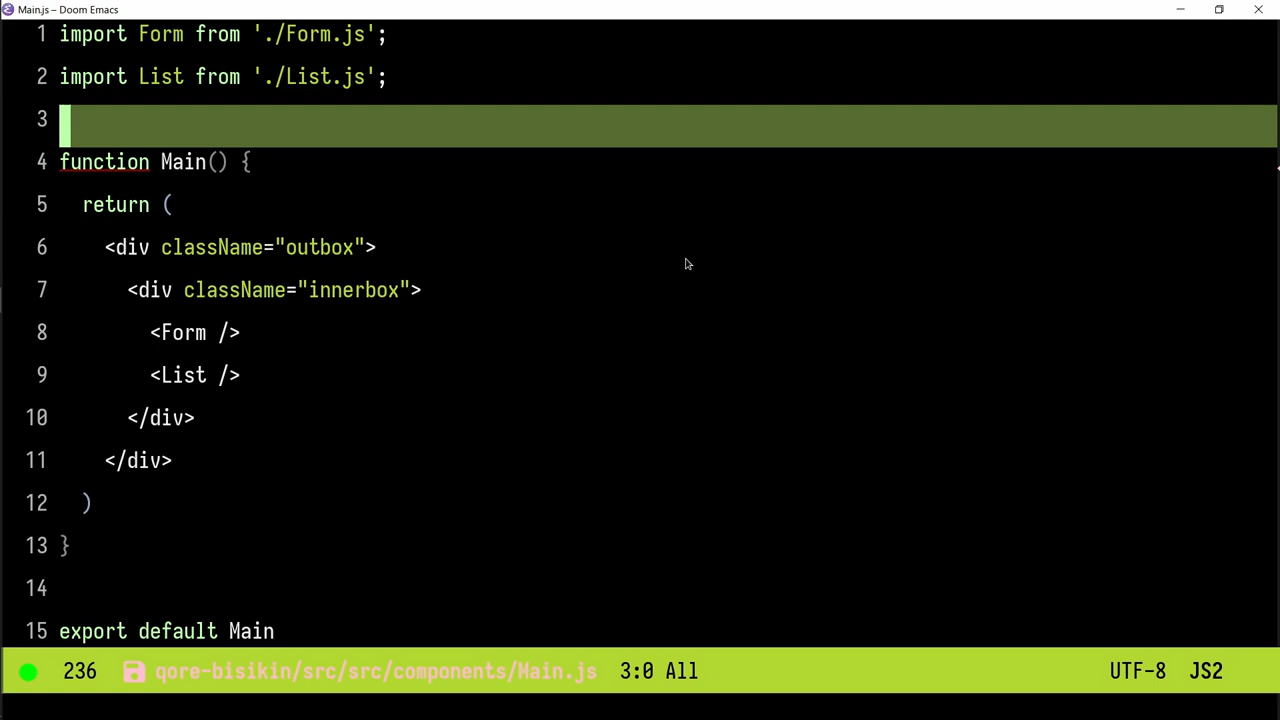 Main.js – Doom Emacs
1 import Form from './Form.js';
2 import List from './List.js';
3
4 function Main() {
5   return (
6     <div className="outbox">
7       <div className="innerbox">
8         <Form />
9         <List />
10       </div>
11     </div>
12   )
13 }
14
15 export default Main
236 qore-bisikin/src/src/components/Main.js 3:0 All UTF-8 JS2